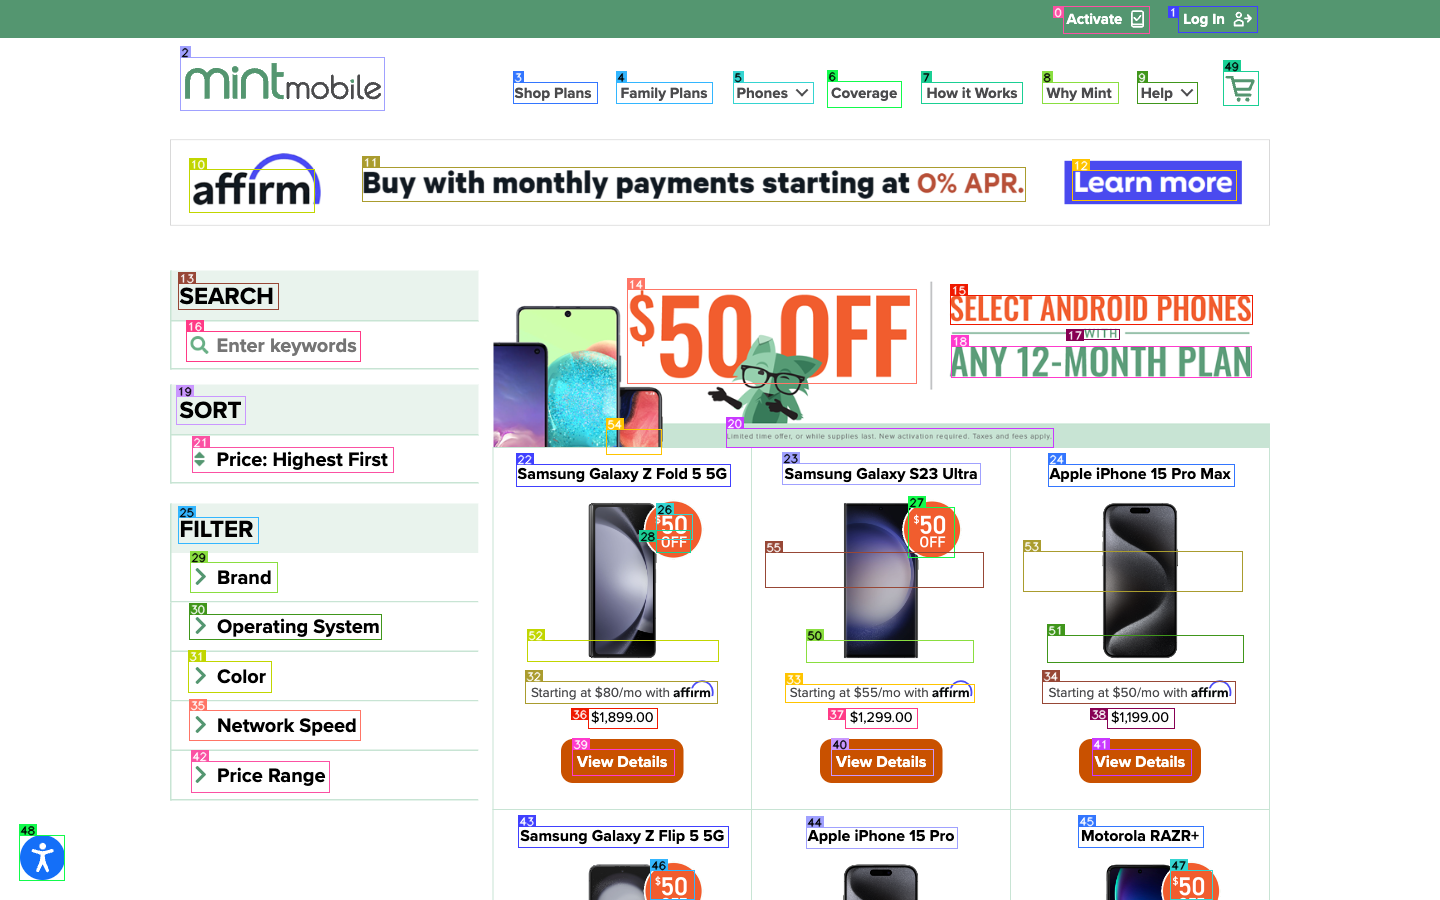 Activate
Log In
mintmobile
Shop Plans
Family Plans
Phones
Coverage
How it Works
Why Mint
Help
affirm
Buy with monthly payments starting at 0% APR.
Learn more
SEARCH
Enter keywords
SORT
Price: Highest First
FILTER
Brand
Operating System
Color
Network Speed
Price Range
$50 OFF
SELECT ANDROID PHONES
WITH
ANY 12-MONTH PLAN
Limited time offer, or while supplies last. New activation required. Taxes and fees apply.
Samsung Galaxy Z Fold 5 5G
$50
OFF
Starting at $80/mo with affirm
$1,899.00
View Details
Samsung Galaxy S23 Ultra
$50
OFF
Starting at $55/mo with affirm
$1,299.00
View Details
Apple iPhone 15 Pro Max
Starting at $50/mo with affirm
$1,199.00
View Details
Samsung Galaxy Z Flip 5 5G
$50
OFF
Apple iPhone 15 Pro
Motorola RAZR+
$50
OFF
0
1
2
3
4
5
6
7
8
9
49
10
11
12
13
14
15
16
17
18
19
20
21
54
22
23
24
25
26
27
28
29
55
53
30
31
52
50
51
32
33
34
35
36
37
38
39
40
41
42
43
44
45
46
47
48